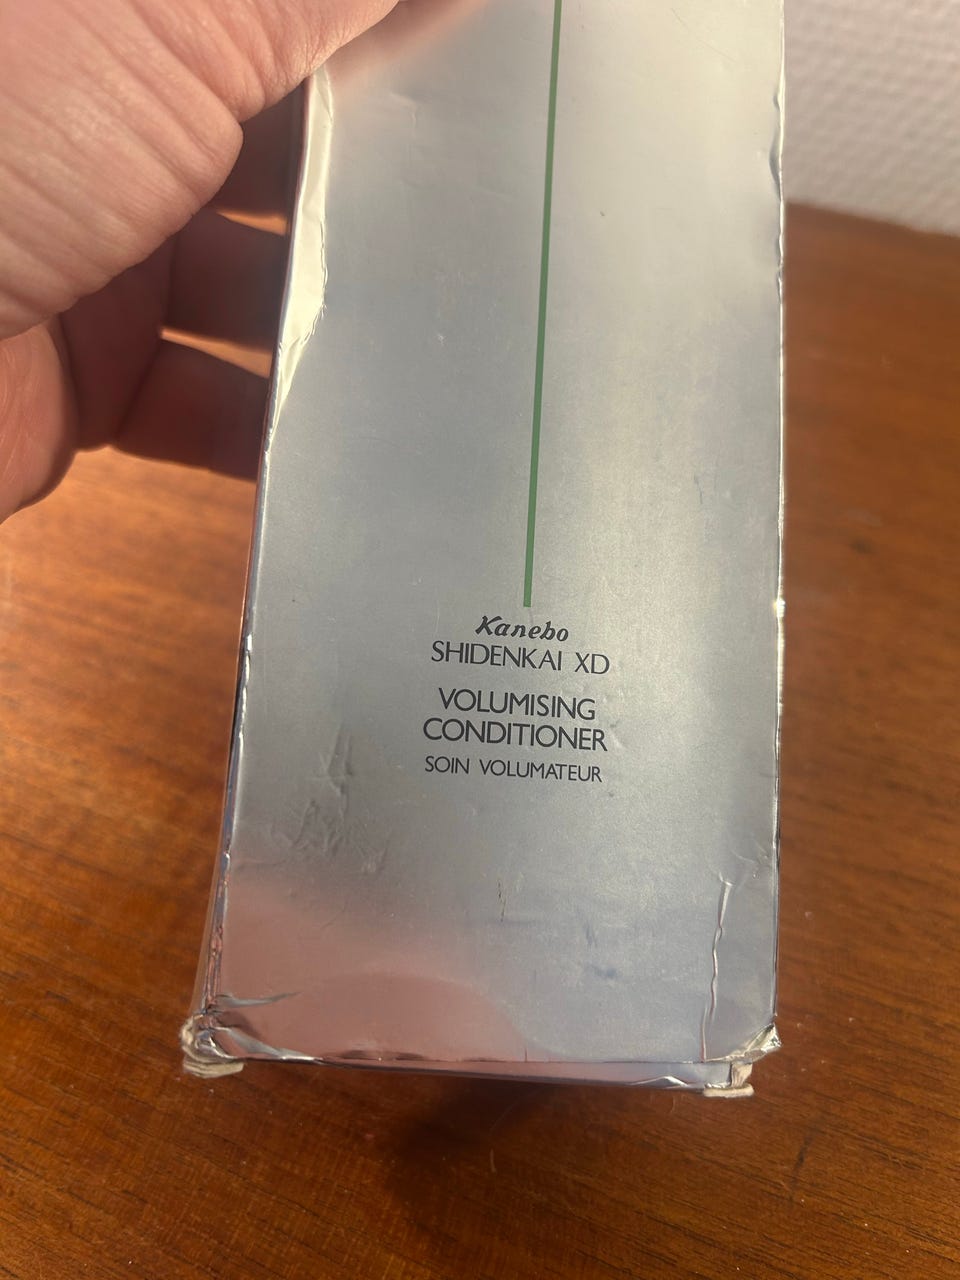 Kanebo
SHIDENKAI XD
VOLUMISING
CONDITIONER
SOIN VOLUMATEUR